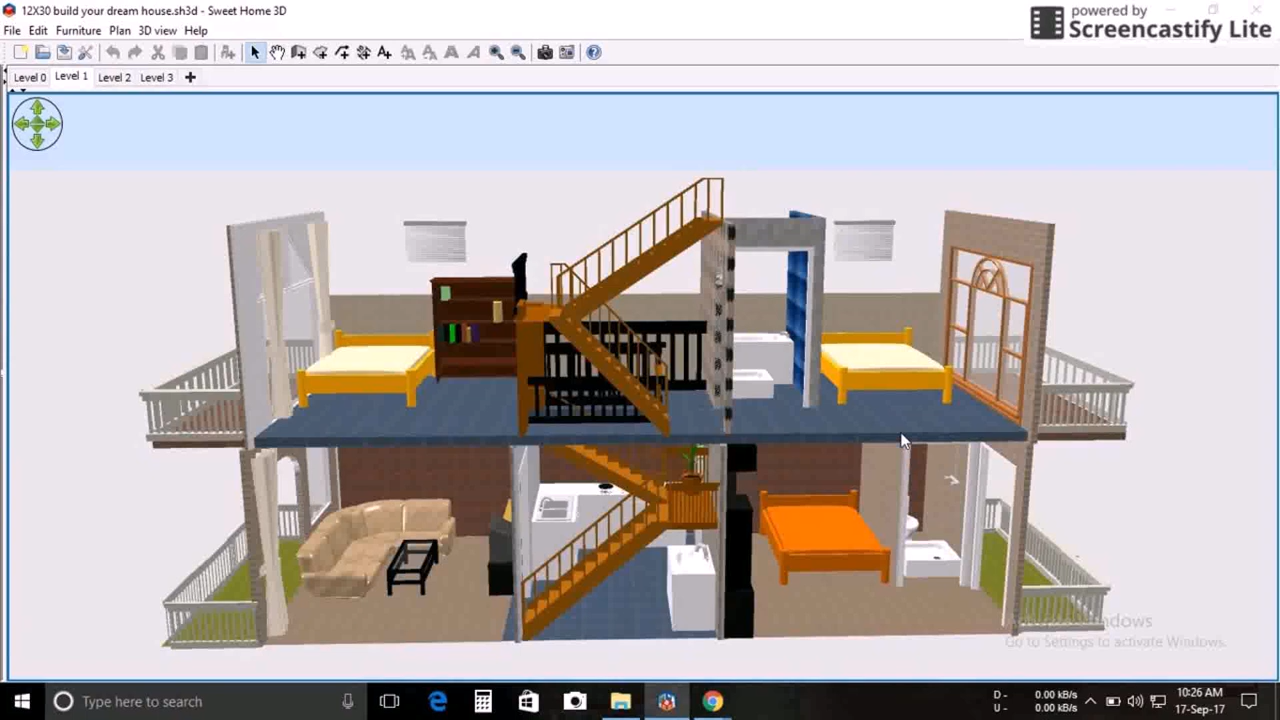 12X30 build your dream house.sh3d - Sweet Home 3D
powered by
Screencastify Lite
File Edit Furniture Plan 3D view Help
Level 0 Level 1 Level 2 Level 3
Windows
Go to Settings to activate Windows.
Type here to search
D - 0.00 kB/s
U - 0.00 kB/s
10:26 AM
17-Sep-17